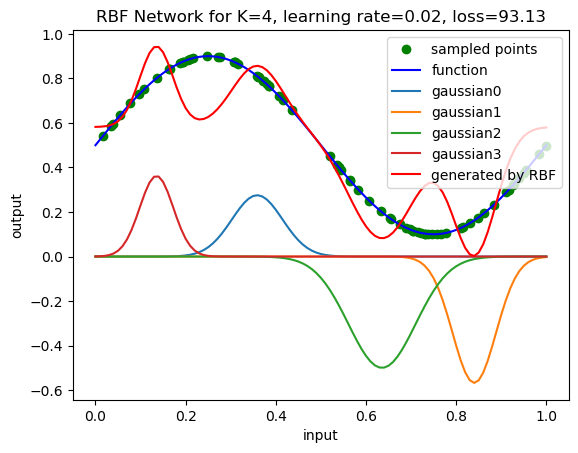 RBF Network for K=4, learning rate=0.02, loss=93.13
1.0
0.8
0.6
0.4
0.2
0.0
−0.2
−0.4
−0.6
output
sampled points
function
gaussian0
gaussian1
gaussian2
gaussian3
generated by RBF
0.0 0.2 0.4 0.6 0.8 1.0
input